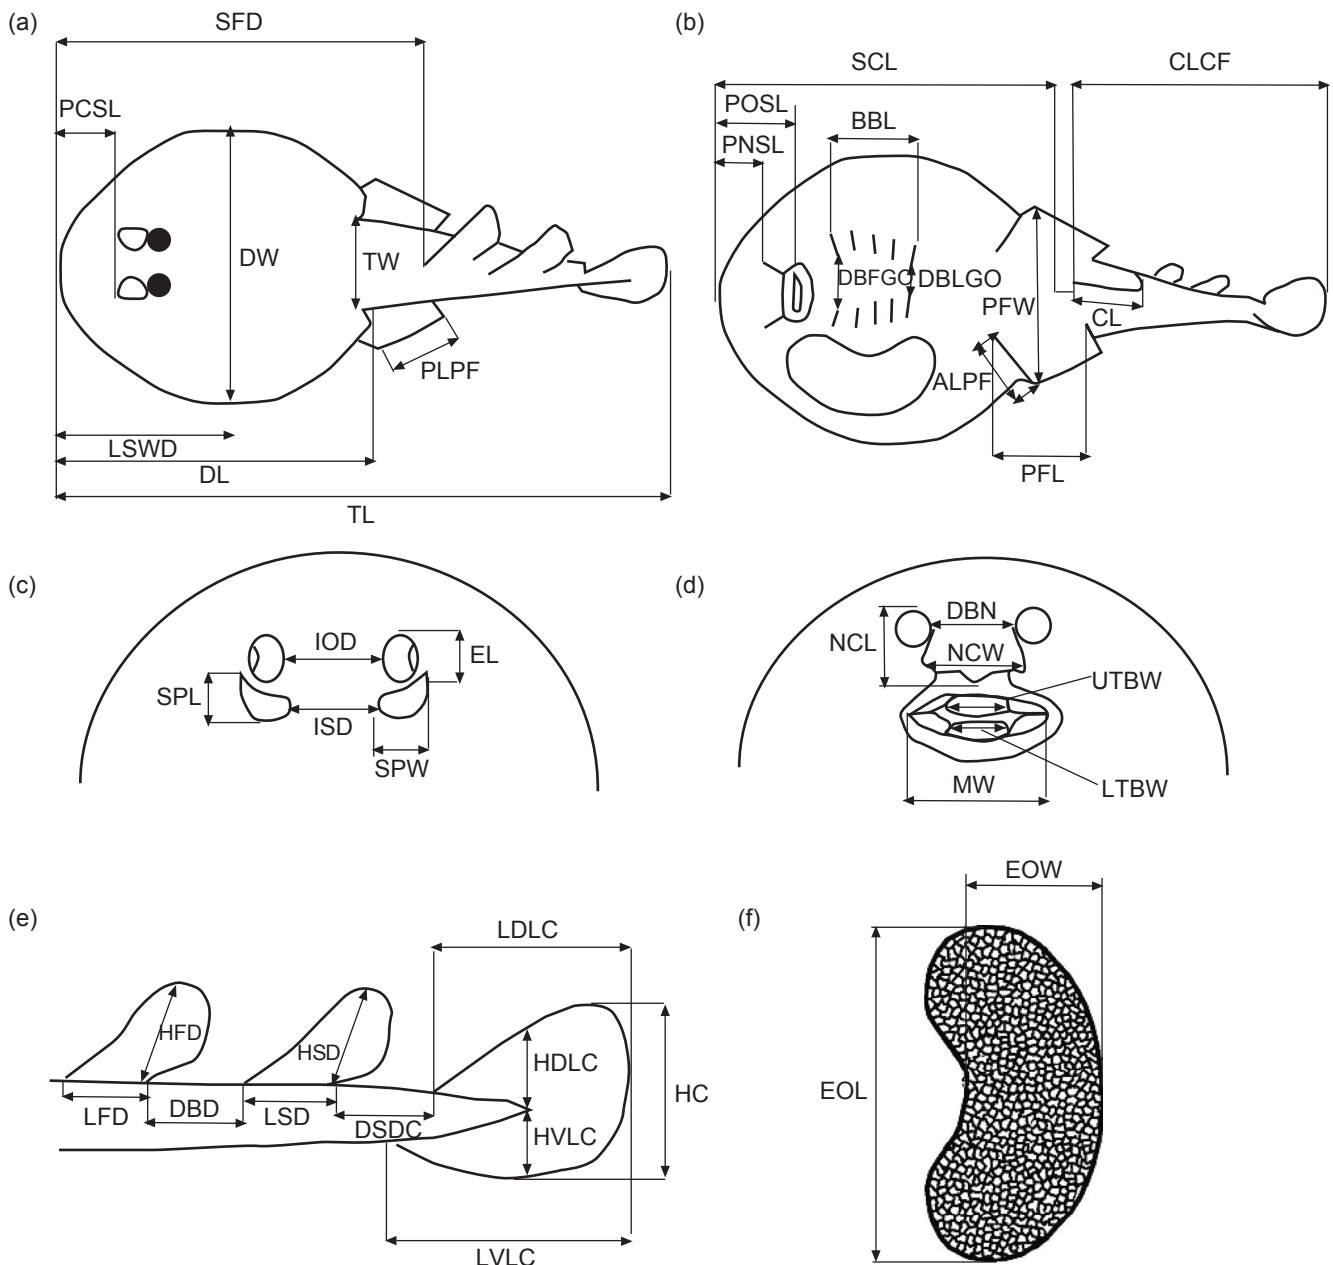 (a)
SFD
PCSL
DW
TW
PLPF
LSWD
DL
TL
(b)
SCL
CLCF
POSL
BBL
PNSL
DBFGO
DBLGO
PFW
CL
ALPF
PFL
(c)
IOD
EL
SPL
ISD
SPW
(d)
DBN
NCL
NCW
UTBW
MW
LTBW
(e)
LDLC
HFD
HSD
HDLC
HC
LFD
DBD
LSD
DSDC
HVLC
LVLC
(f)
EOW
EOL